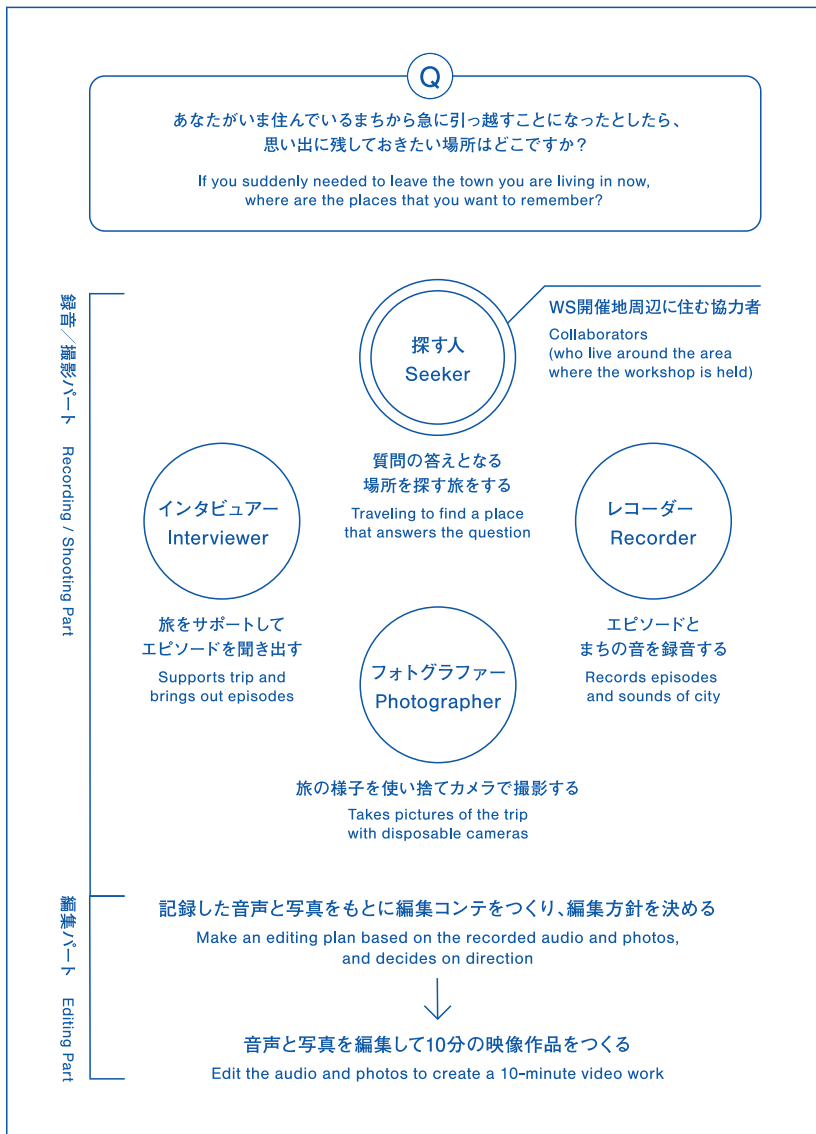 Q
あなたがいま住んでいるまちから急に引っ越すことになったとしたら、
思い出に残しておきたい場所はどこですか？
If you suddenly needed to leave the town you are living in now,
where are the places that you want to remember?
録音／撮影パート Recording / Shooting Part
探す人
Seeker
WS開催地周辺に住む協力者
Collaborators
(who live around the area
where the workshop is held)
質問の答えとなる
場所を探す旅をする
Traveling to find a place
that answers the question
インタビュアー
Interviewer
旅をサポートして
エピソードを聞き出す
Supports trip and
brings out episodes
レコーダー
Recorder
エピソードと
まちの音を録音する
Records episodes
and sounds of city
フォトグラファー
Photographer
旅の様子を使い捨てカメラで撮影する
Takes pictures of the trip
with disposable cameras
編集パート Editing Part
記録した音声と写真をもとに編集コンテをつくり、編集方針を決める
Make an editing plan based on the recorded audio and photos,
and decides on direction
音声と写真を編集して10分の映像作品をつくる
Edit the audio and photos to create a 10-minute video work